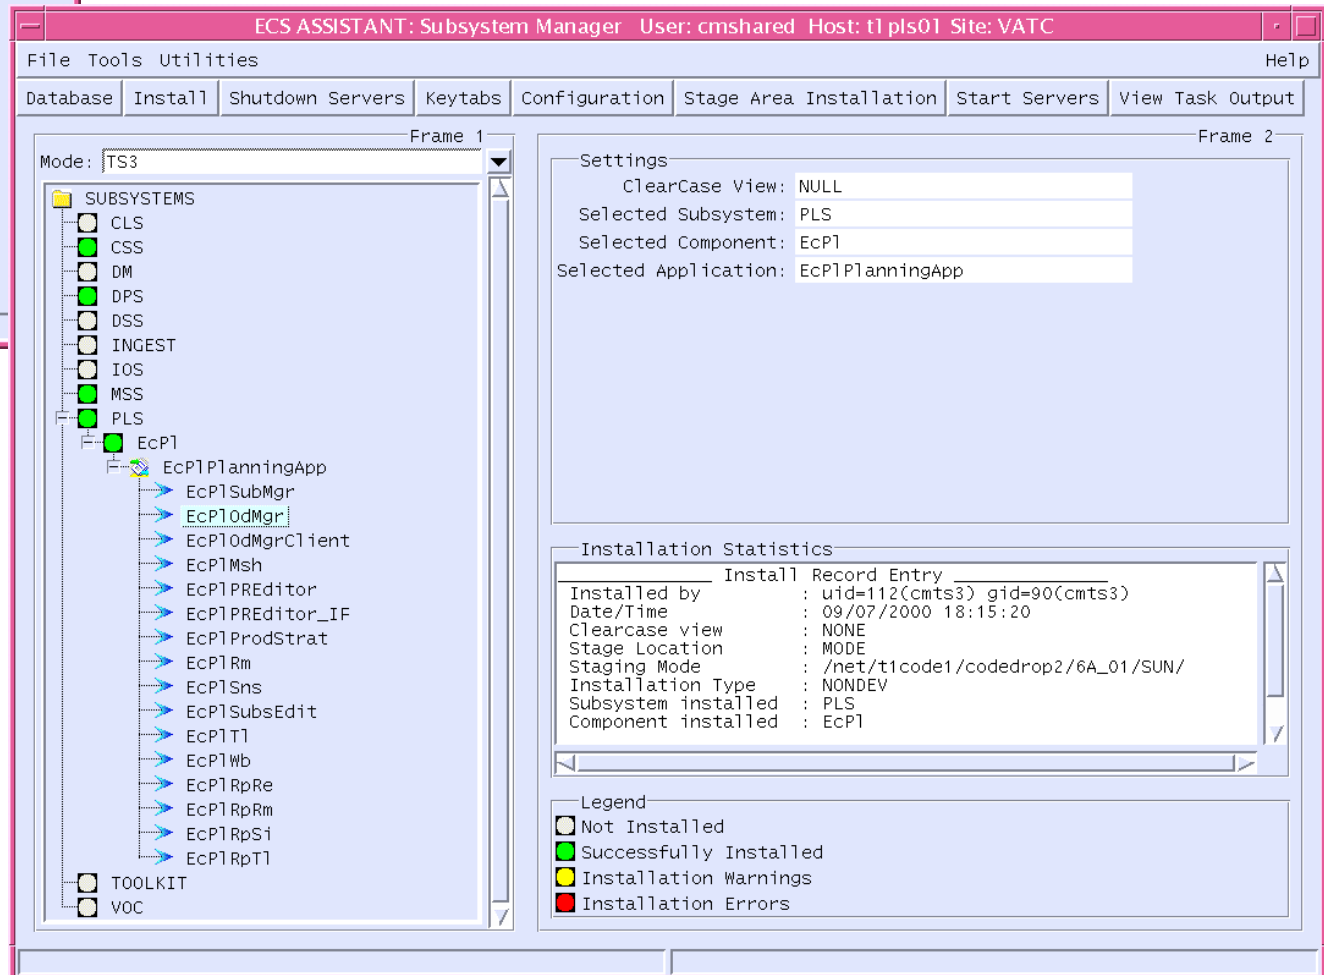 ECS ASSISTANT: Subsystem Manager   User: cmshared  Host: t1pls01 Site: VATC
File  Tools  Utilities  Help
Database  Install  Shutdown Servers  Keytabs  Configuration  Stage Area Installation  Start Servers  View Task Output
Frame 1
Mode: TS3
SUBSYSTEMS
CLS
CSS
DM
DPS
DSS
INGEST
IOS
MSS
PLS
EcPl
EcPlPlanningApp
EcPlSubMgr
EcPlOdMgr
EcPlOdMgrClient
EcPlMsh
EcPlPREditor
EcPlPREditor_IF
EcPlProdStrat
EcPlRm
EcPlSns
EcPlSubsEdit
EcPlTl
EcPlWb
EcPlRpRe
EcPlRpRm
EcPlRpSi
EcPlRpTl
TOOLKIT
VOC
Frame 2
Settings
ClearCase View: NULL
Selected Subsystem: PLS
Selected Component: EcPl
Selected Application: EcPlPlanningApp
Installation Statistics
______________ Install Record Entry ______________
Installed by : uid=112(cmts3) gid=90(cmts3)
Date/Time : 09/07/2000 18:15:20
Clearcase view : NONE
Stage Location : MODE
Staging Mode : /net/t1code1/codedrop2/6A_01/SUN/
Installation Type : NONDEV
Subsystem installed : PLS
Component installed : EcPl
Legend
Not Installed
Successfully Installed
Installation Warnings
Installation Errors